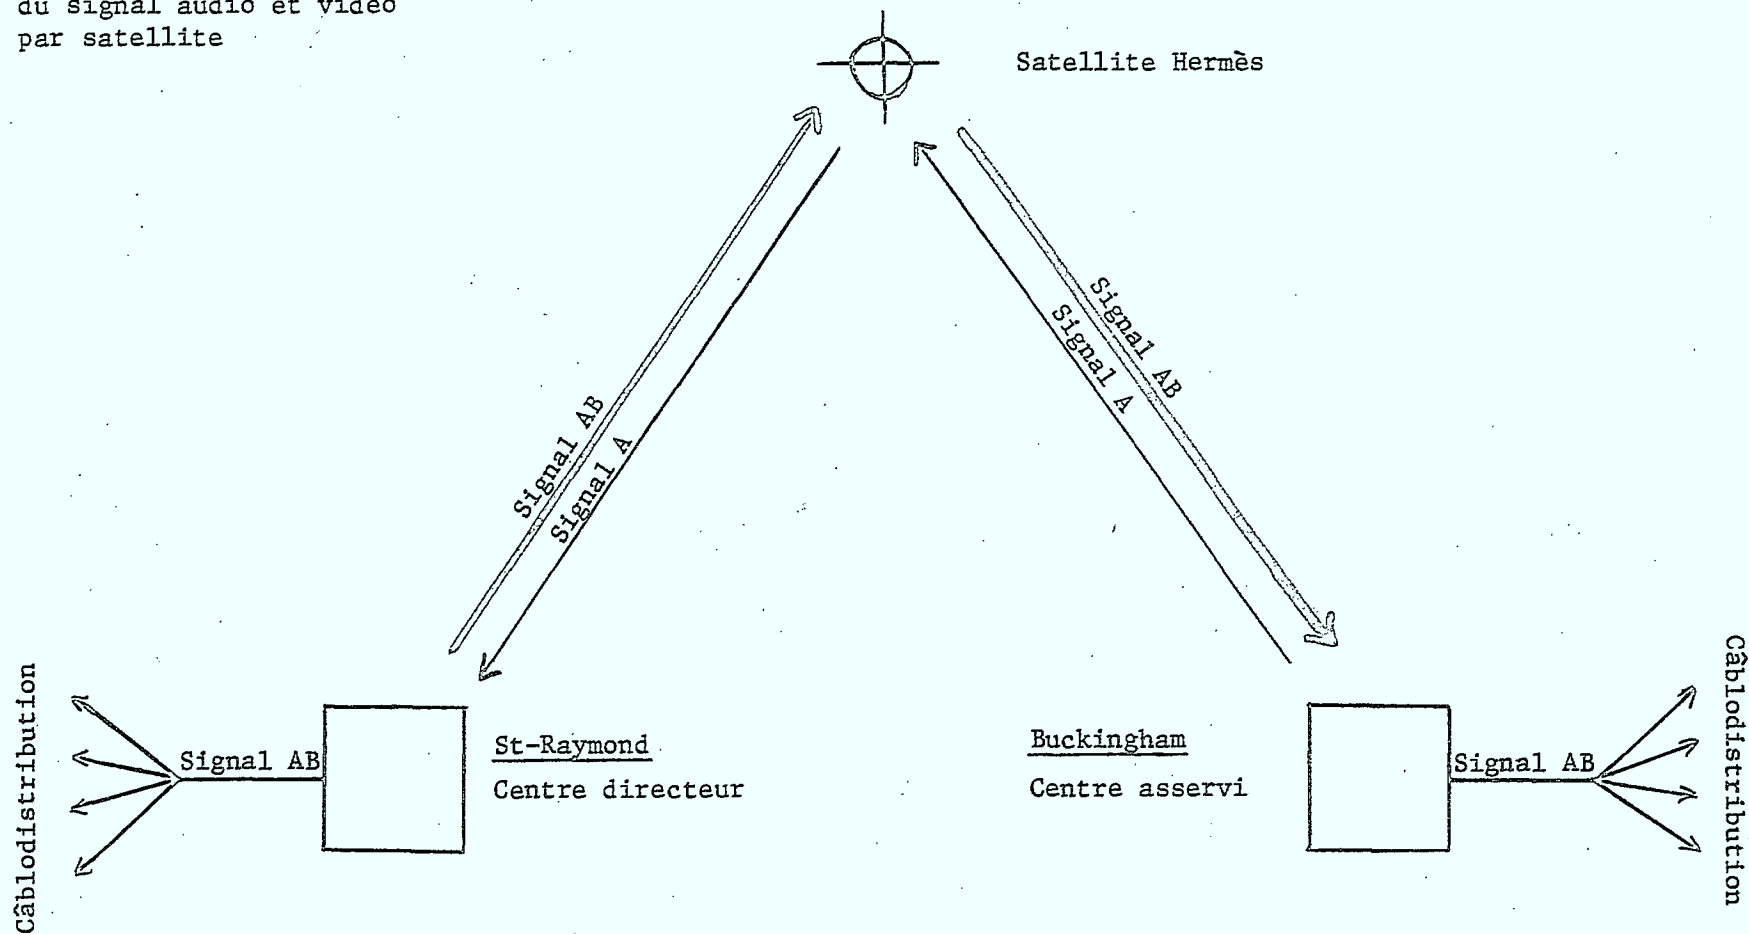 du signal audio et vidéo
par satellite
Satellite Hermès
Signal AB
Signal A
Signal AB
Signal A
Câblodistribution
Signal AB
St-Raymond
Centre directeur
Buckingham
Centre asservi
Signal AB
Câblodistribution